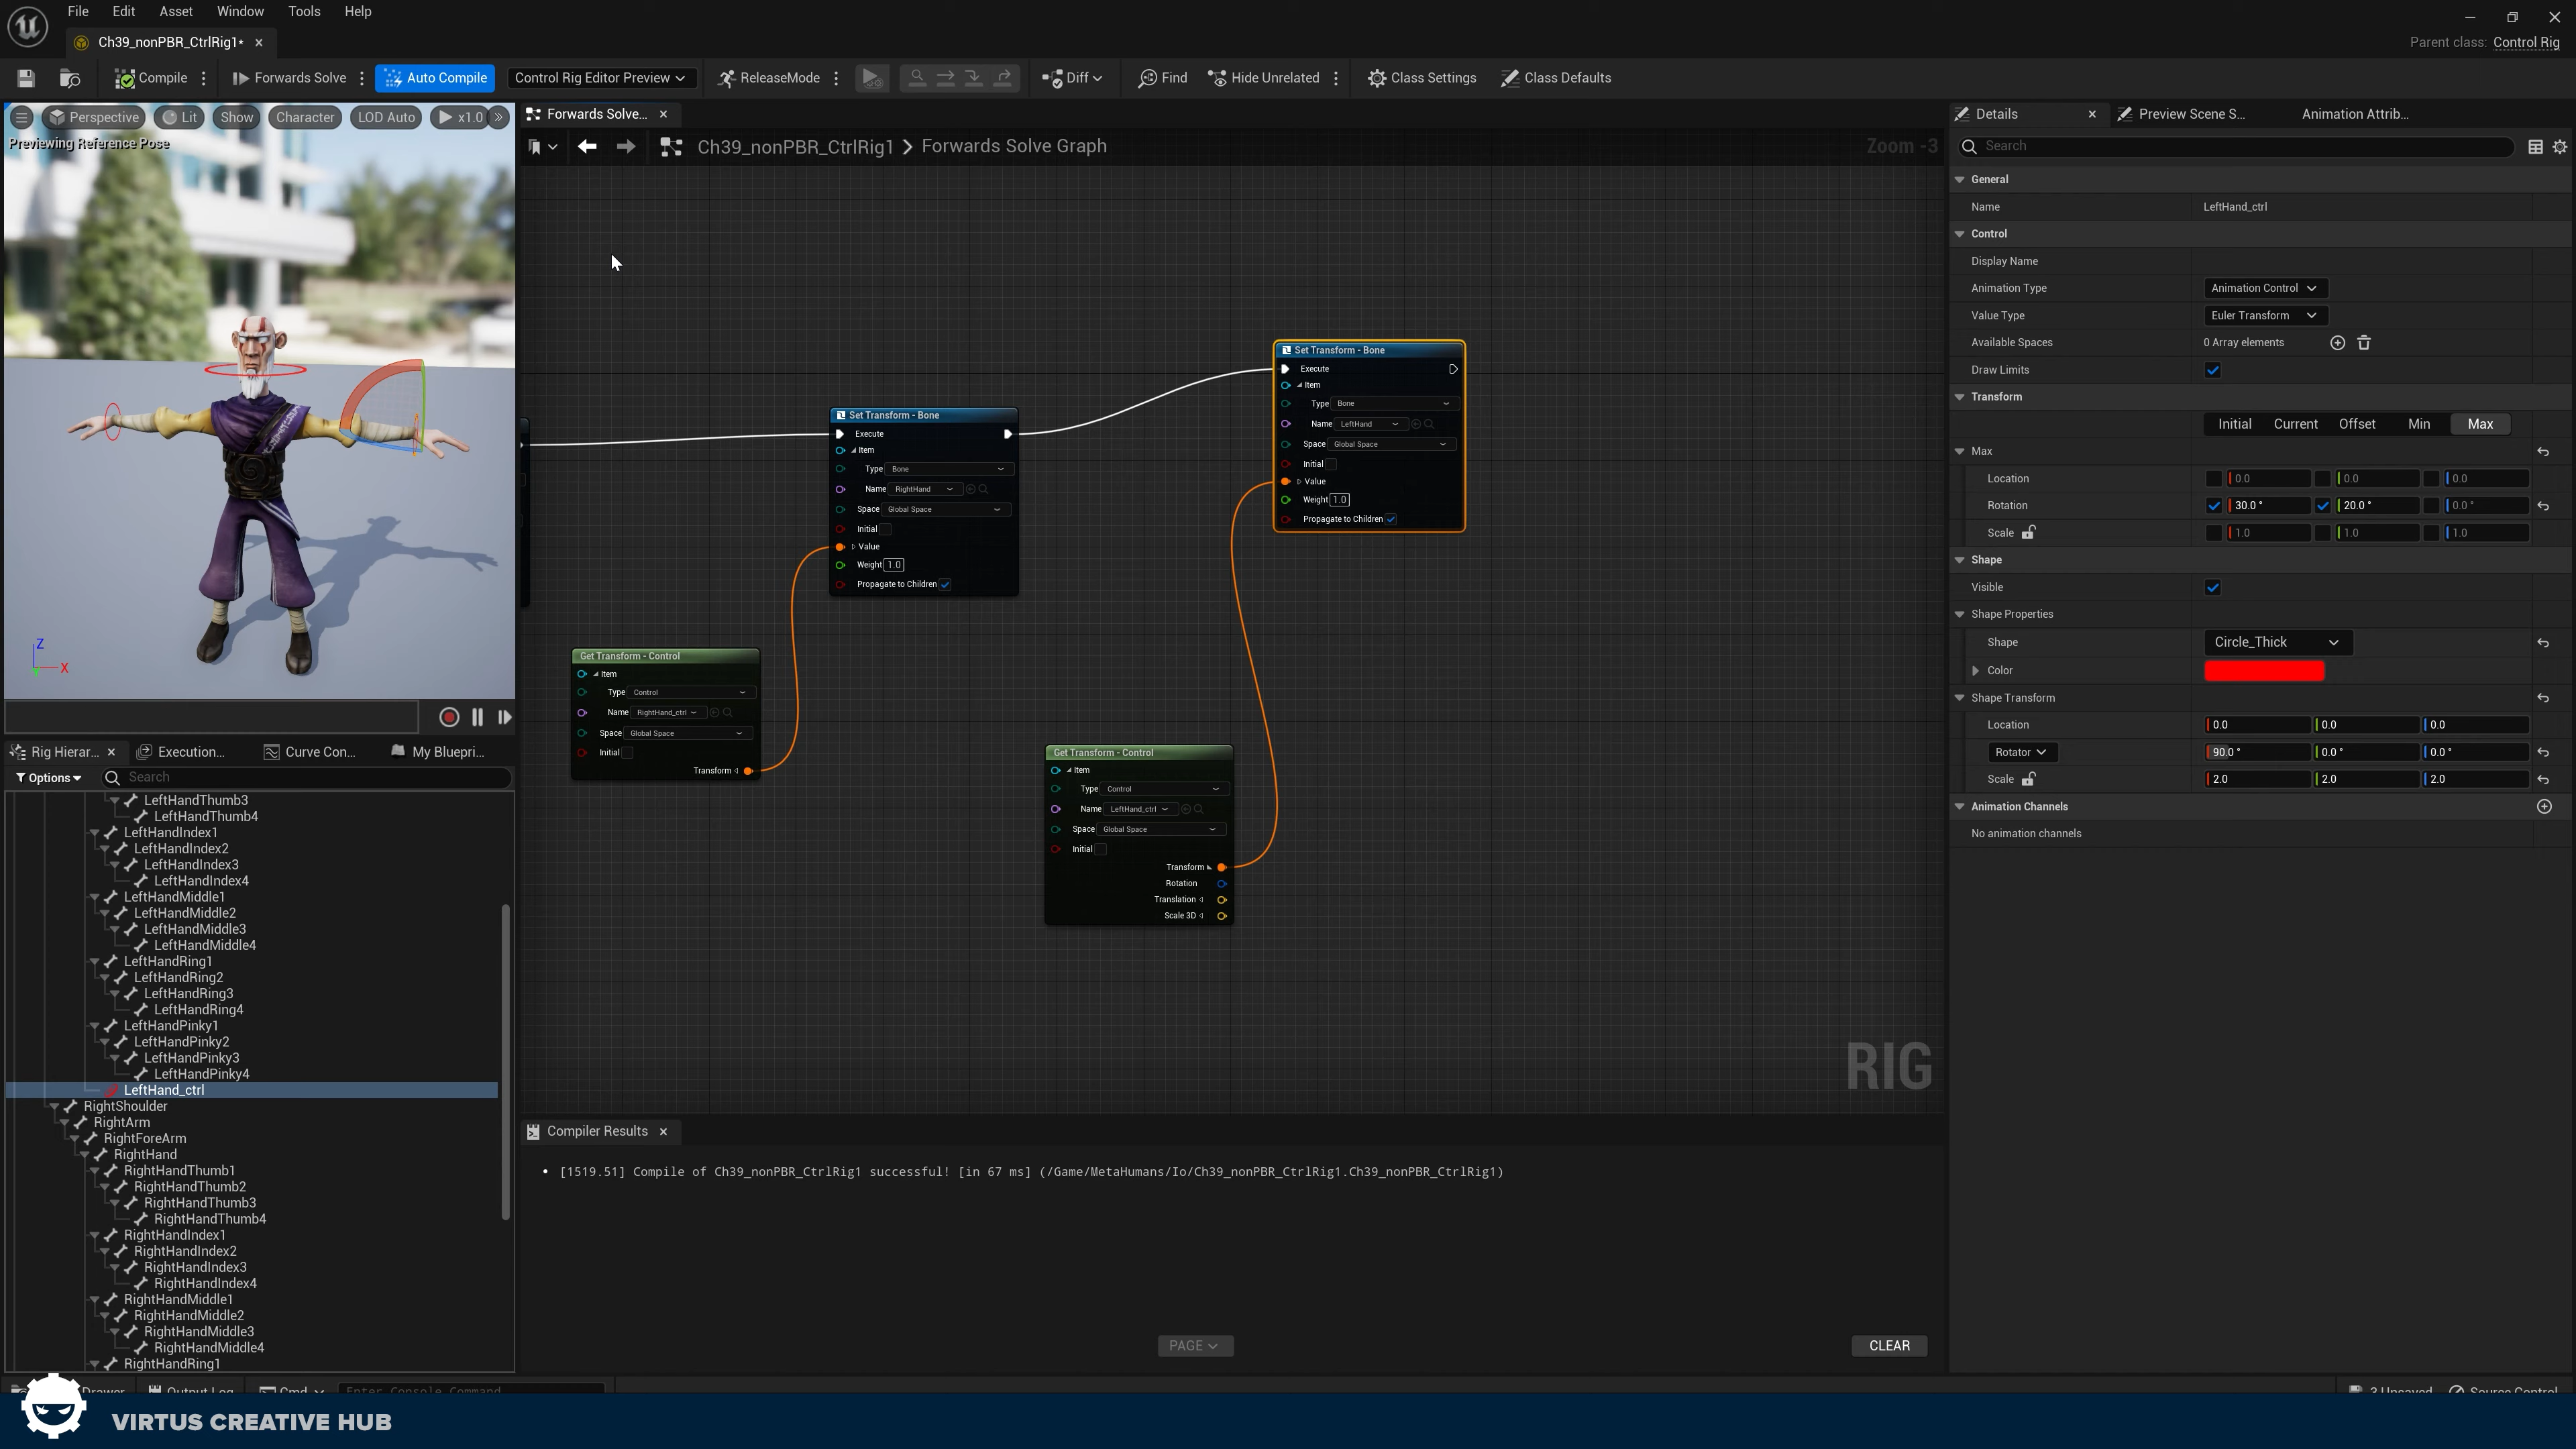 File Edit Asset Window Tools Help
Ch39_nonPBR_CtrlRig1*
Parent class: Control Rig
Compile Forwards Solve Auto Compile Control Rig Editor Preview ReleaseMode Diff Find Hide Unrelated Class Settings Class Defaults
Perspective Lit Show Character LOD Auto x1.0
Previewing Reference Pose
Z
X
Rig Hierar... Execution... Curve Con... My Bluepri...
Options Search
LeftHandThumb3
LeftHandThumb4
LeftHandIndex1
LeftHandIndex2
LeftHandIndex3
LeftHandIndex4
LeftHandMiddle1
LeftHandMiddle2
LeftHandMiddle3
LeftHandMiddle4
LeftHandRing1
LeftHandRing2
LeftHandRing3
LeftHandRing4
LeftHandPinky1
LeftHandPinky2
LeftHandPinky3
LeftHandPinky4
LeftHand_ctrl
RightShoulder
RightArm
RightForeArm
RightHand
RightHandThumb1
RightHandThumb2
RightHandThumb3
RightHandThumb4
RightHandIndex1
RightHandIndex2
RightHandIndex3
RightHandIndex4
RightHandMiddle1
RightHandMiddle2
RightHandMiddle3
RightHandMiddle4
RightHandRing1
Forwards Solve...
Ch39_nonPBR_CtrlRig1 > Forwards Solve Graph
Zoom -3
Set Transform - Bone
Execute
Item
Type Bone
Name RightHand
Space Global Space
Initial
Value
Weight 1.0
Propagate to Children
Get Transform - Control
Item
Type Control
Name RightHand_ctrl
Space Global Space
Initial
Transform
Set Transform - Bone
Execute
Item
Type Bone
Name LeftHand
Space Global Space
Initial
Value
Weight 1.0
Propagate to Children
Get Transform - Control
Item
Type Control
Name LeftHand_ctrl
Space Global Space
Initial
Transform
Rotation
Translation
Scale 3D
RIG
Compiler Results
• [1519.51] Compile of Ch39_nonPBR_CtrlRig1 successful! [in 67 ms] (/Game/MetaHumans/Io/Ch39_nonPBR_CtrlRig1.Ch39_nonPBR_CtrlRig1)
PAGE
CLEAR
Details Preview Scene S... Animation Attrib...
Search
General
Name LeftHand_ctrl
Control
Display Name
Animation Type Animation Control
Value Type Euler Transform
Available Spaces 0 Array elements
Draw Limits
Transform
Initial Current Offset Min Max
Max
Location 0.0 0.0 0.0
Rotation 30.0 ° 20.0 ° 0.0 °
Scale 1.0 1.0 1.0
Shape
Visible
Shape Properties
Shape Circle_Thick
Color
Shape Transform
Location 0.0 0.0 0.0
Rotator 90.0 ° 0.0 ° 0.0 °
Scale 2.0 2.0 2.0
Animation Channels
No animation channels
Drawer Output Log Cmd Enter Console Command 3 Unsaved Source Control
VIRTUS CREATIVE HUB